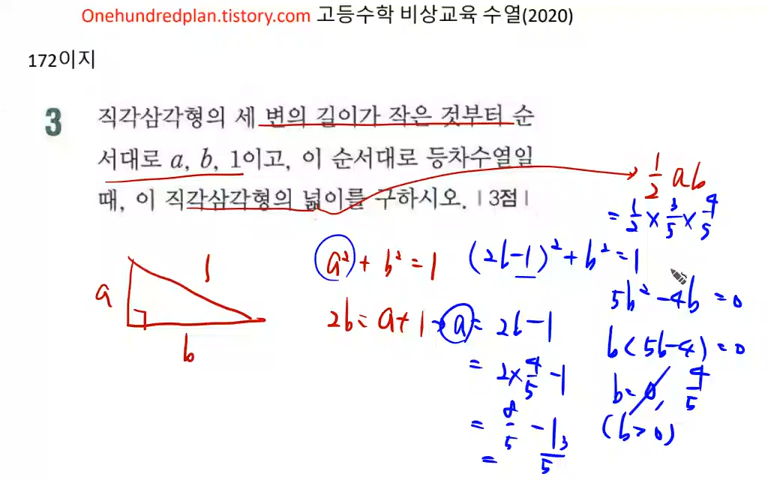 Onehundredplan.tistory.com 고등수학 비상교육 수열(2020)
172이지
3 직각삼각형의 세 변의 길이가 작은 것부터 순
서대로 a, b, 1이고, 이 순서대로 등차수열일
때, 이 직각삼각형의 넓이를 구하시오. | 3점 |
1/2 ab
= 1/2 × 3/5 × 4/5
a
1
b
a² + b² = 1
2b = a + 1
(2b-1)² + b² = 1
a = 2b - 1
= 2 × 4/5 - 1
= 8/5 - 1
= 3/5
5b² - 4b = 0
b(5b-4) = 0
b = 0, 4/5
(b > 0)